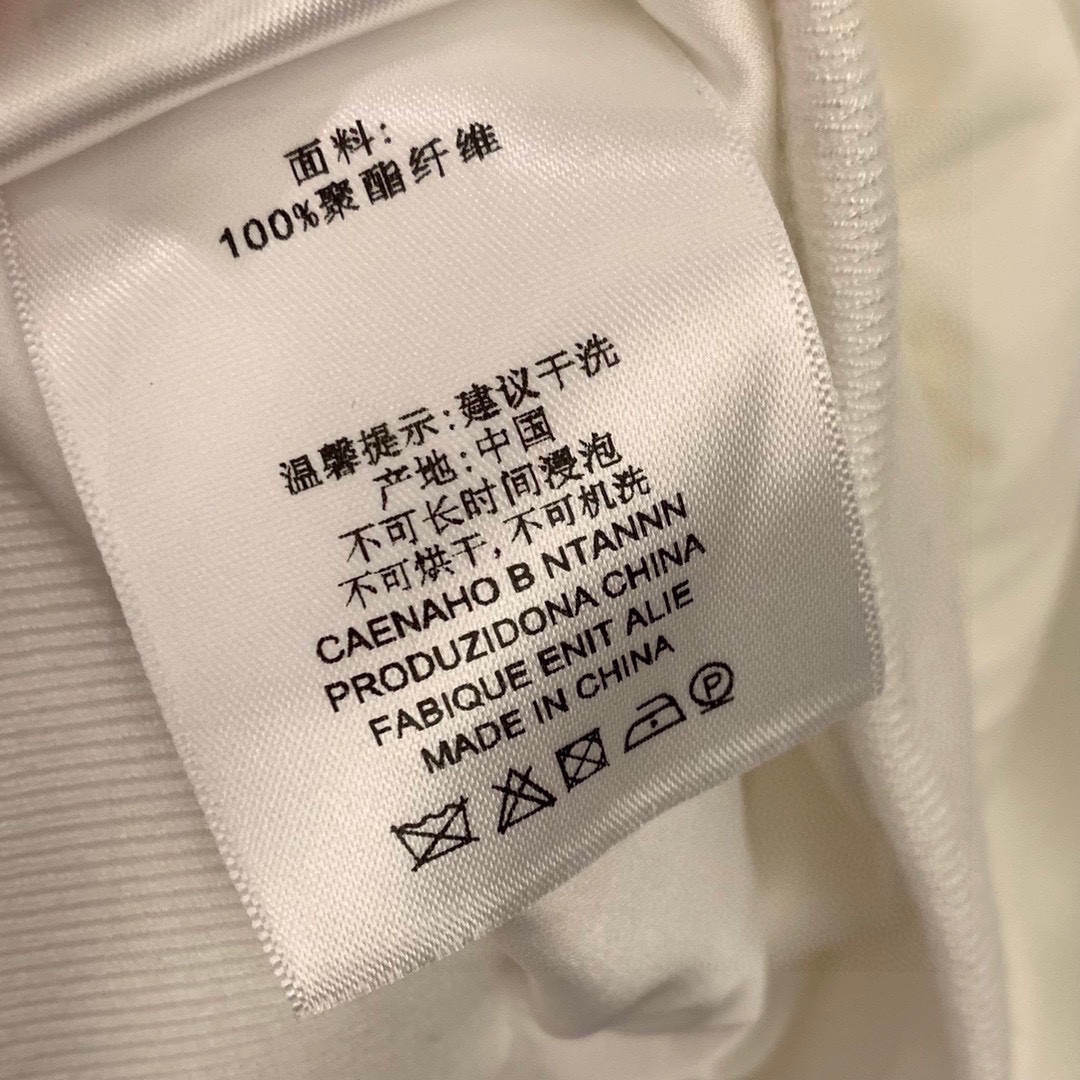 面料:
100%聚酯纤维
温馨提示:建议干洗
产地:中国
不可长时间浸泡
不可烘干,不可机洗
CAENAHO B NTANNN
PRODUZIDONA CHINA
FABIQUE ENIT ALIE
MADE IN CHINA
P